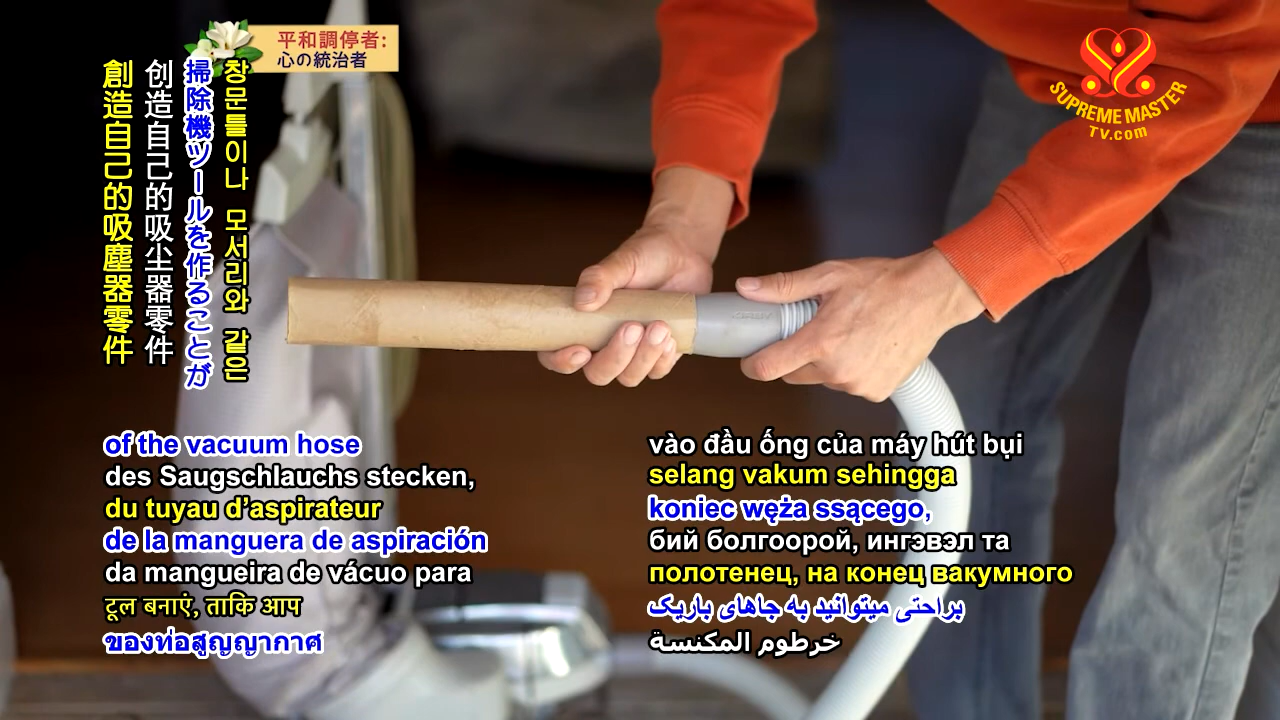 平和調停者:
心の統治者
SUPREME MASTER
TV.com
創造自己的吸塵器零件
创造自己的吸尘器零件
掃除機ツールを作ることが
창문틀이나 모서리와 같은
of the vacuum hose
des Saugschlauchs stecken,
du tuyau d’aspirateur
de la manguera de aspiración
da mangueira de vácuo para
टूल बनाएं, ताकि आप
ของท่อสูญญากาศ
vào đầu ống của máy hút bụi
selang vakum sehingga
koniec węża ssącego,
бий болгоорой, ингэвэл та
полотенец, на конец вакумного
براحتی میتوانید به جاهای باریک
خرطوم المكنسة